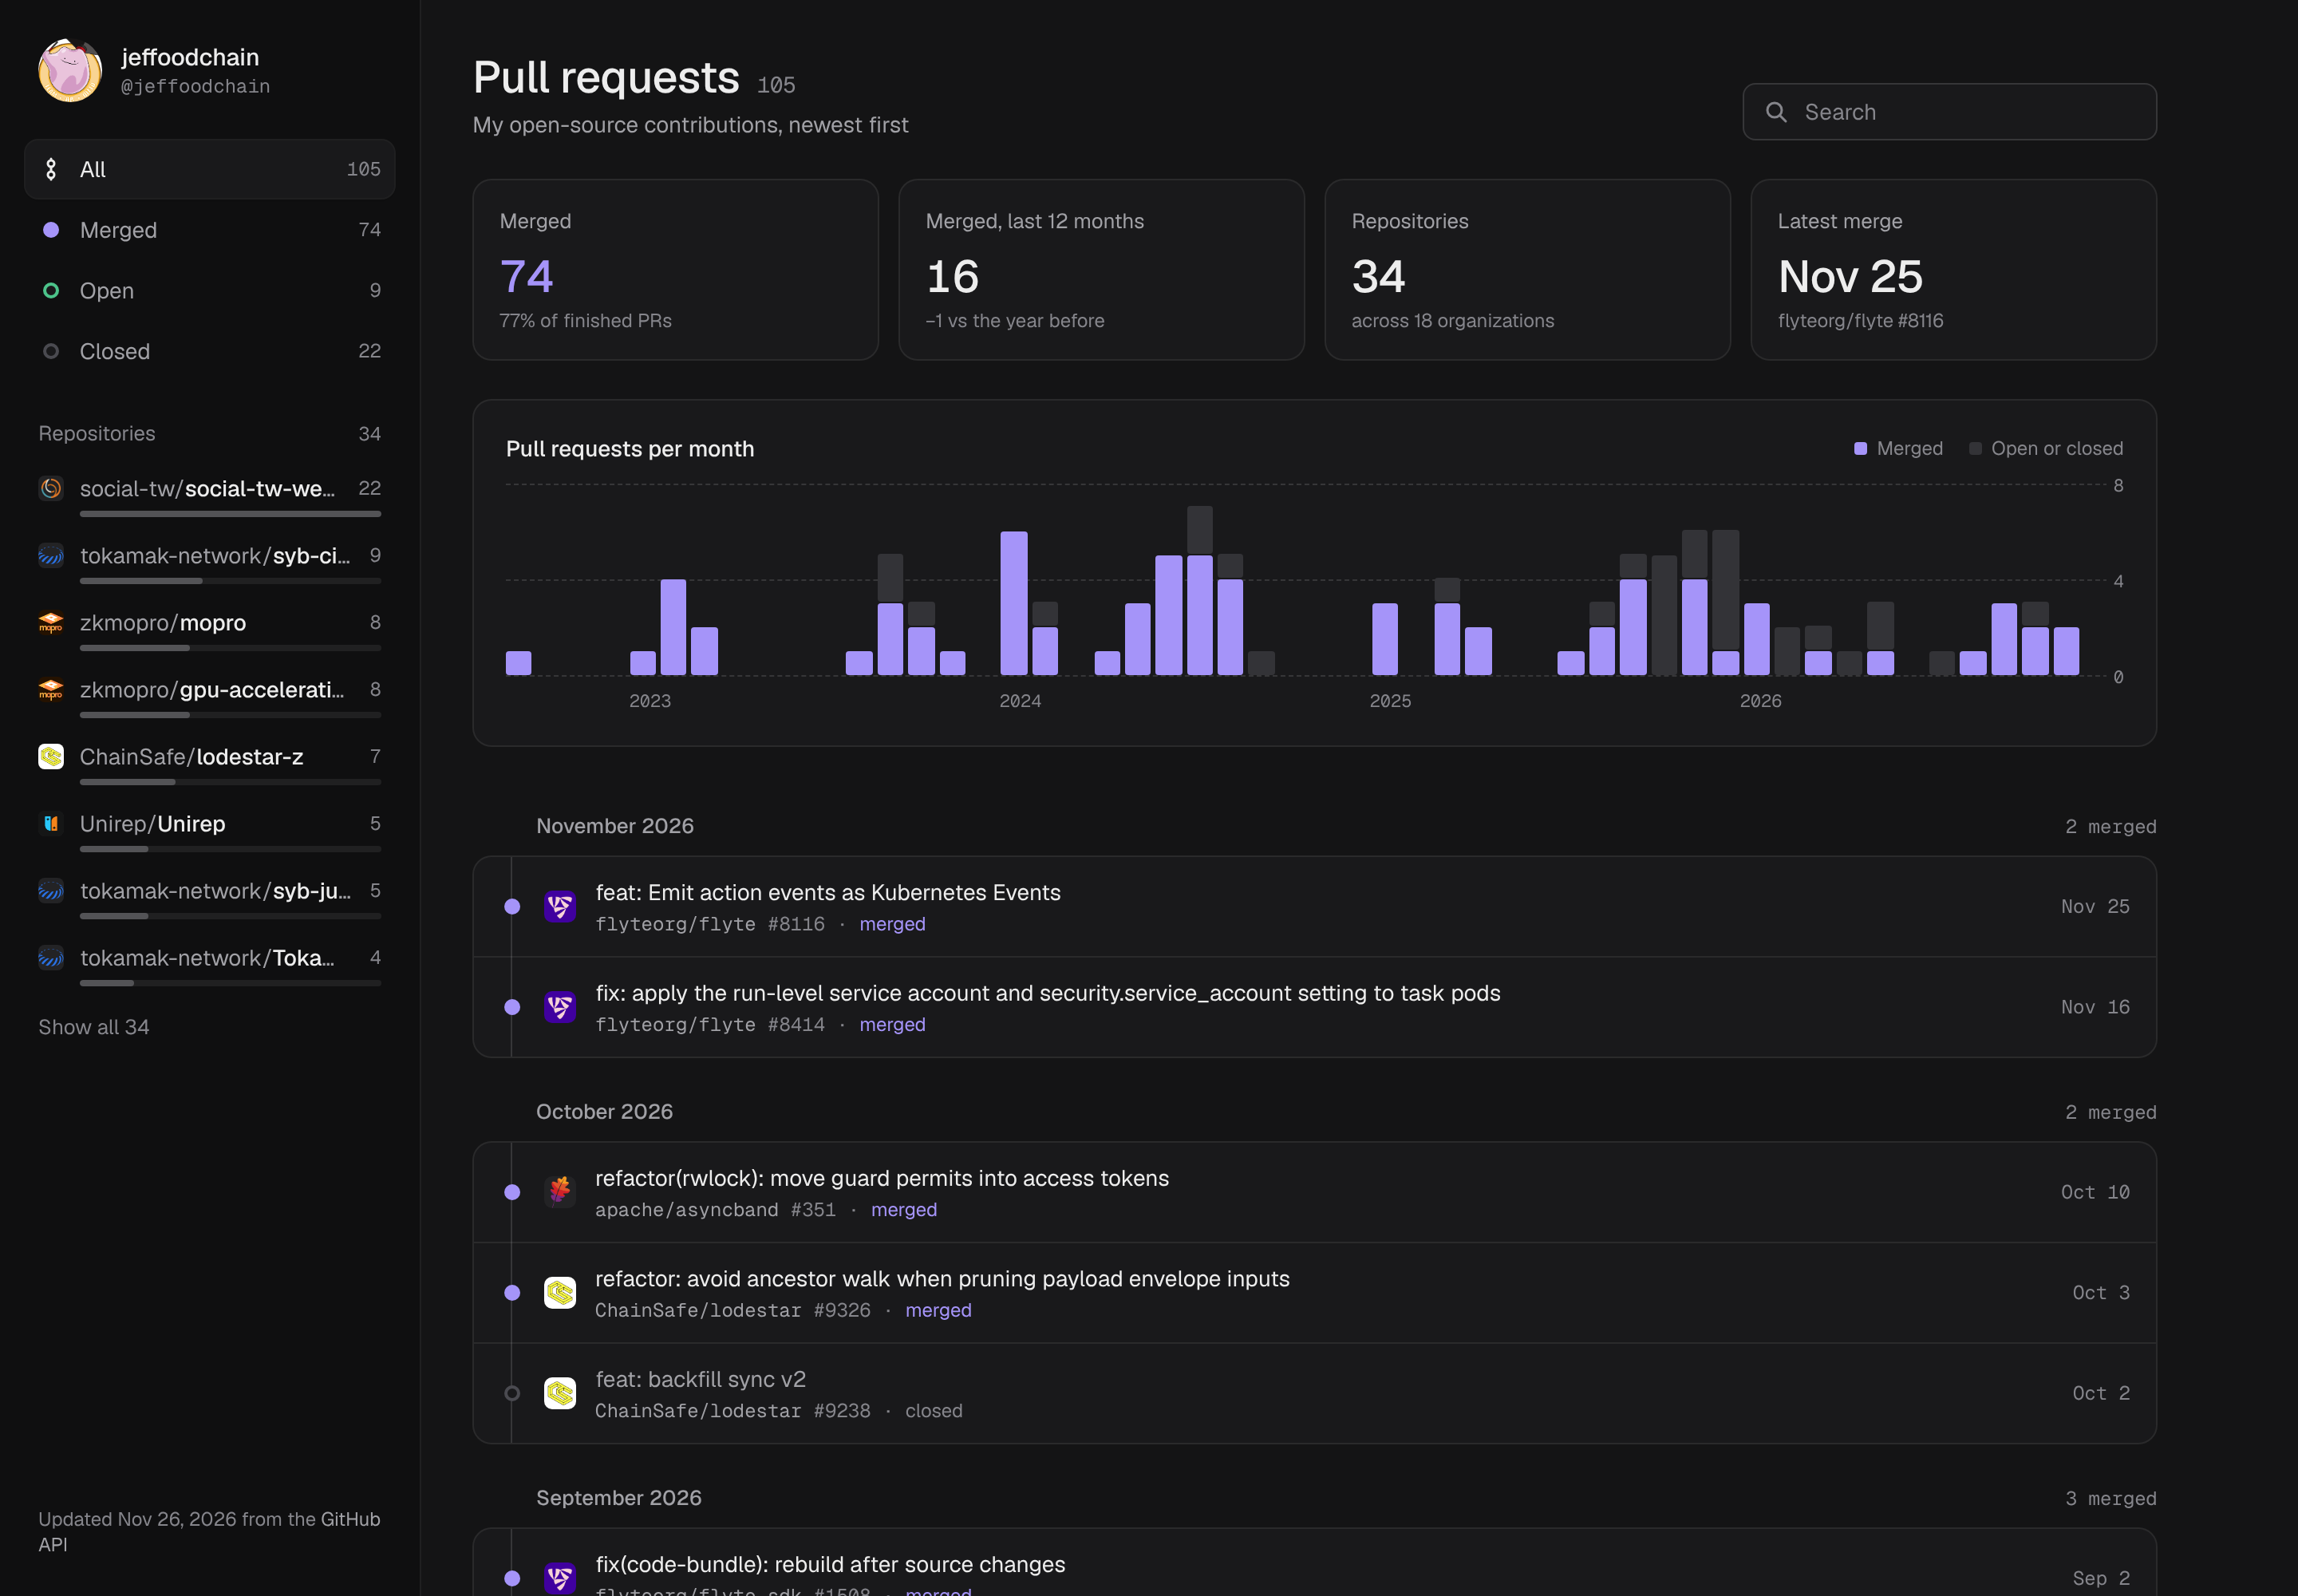 jeffoodchain
@jeffoodchain
All 105
Merged 74
Open 9
Closed 22
Repositories 34
social-tw/social-tw-we... 22
tokamak-network/syb-ci... 9
mopro
zkmopro/mopro 8
mopro
zkmopro/gpu-accelerati... 8
ChainSafe/lodestar-z 7
Unirep/Unirep 5
tokamak-network/syb-ju... 5
tokamak-network/Toka... 4
Show all 34
Updated Nov 26, 2026 from the GitHub
API
Pull requests 105
My open-source contributions, newest first
Search
Merged
74
77% of finished PRs
Merged, last 12 months
16
−1 vs the year before
Repositories
34
across 18 organizations
Latest merge
Nov 25
flyteorg/flyte #8116
Pull requests per month
Merged
Open or closed
8
4
0
2023 2024 2025 2026
November 2026 2 merged
feat: Emit action events as Kubernetes Events
flyteorg/flyte #8116 · merged
Nov 25
fix: apply the run-level service account and security.service_account setting to task pods
flyteorg/flyte #8414 · merged
Nov 16
October 2026 2 merged
refactor(rwlock): move guard permits into access tokens
apache/asyncband #351 · merged
Oct 10
refactor: avoid ancestor walk when pruning payload envelope inputs
ChainSafe/lodestar #9326 · merged
Oct 3
feat: backfill sync v2
ChainSafe/lodestar #9238 · closed
Oct 2
September 2026 3 merged
fix(code-bundle): rebuild after source changes
flyteorg/flyte-sdk #1508 · merged
Sep 2